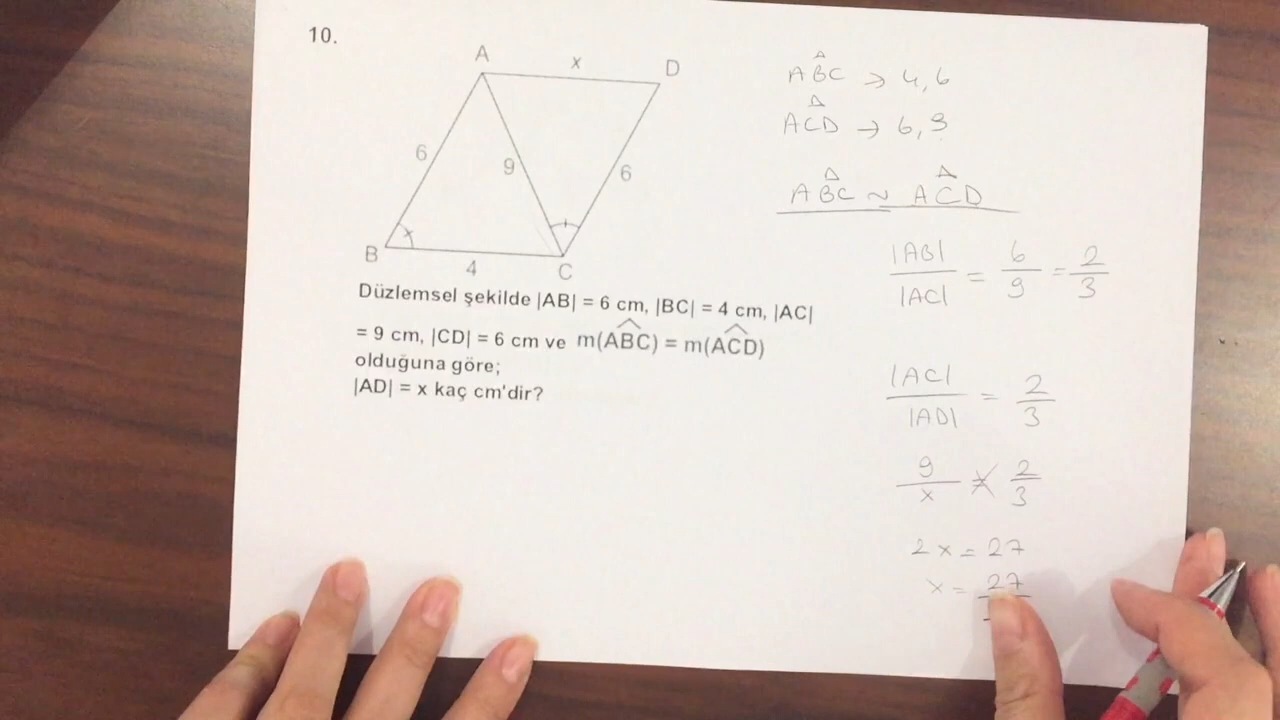 10.
A
x
D
6
9
6
B
x
4
C
Düzlemsel şekilde |AB| = 6 cm, |BC| = 4 cm, |AC|
= 9 cm, |CD| = 6 cm ve m(ABC) = m(ACD)
olduğuna göre;
|AD| = x kaç cm'dir?
ABC → 4,6
ACD → 6,9
ABC ~ ACD
|AB| / |AC| = 6/9 = 2/3
|AC| / |AD| = 2/3
9/x = 2/3
2x = 27
x = 27